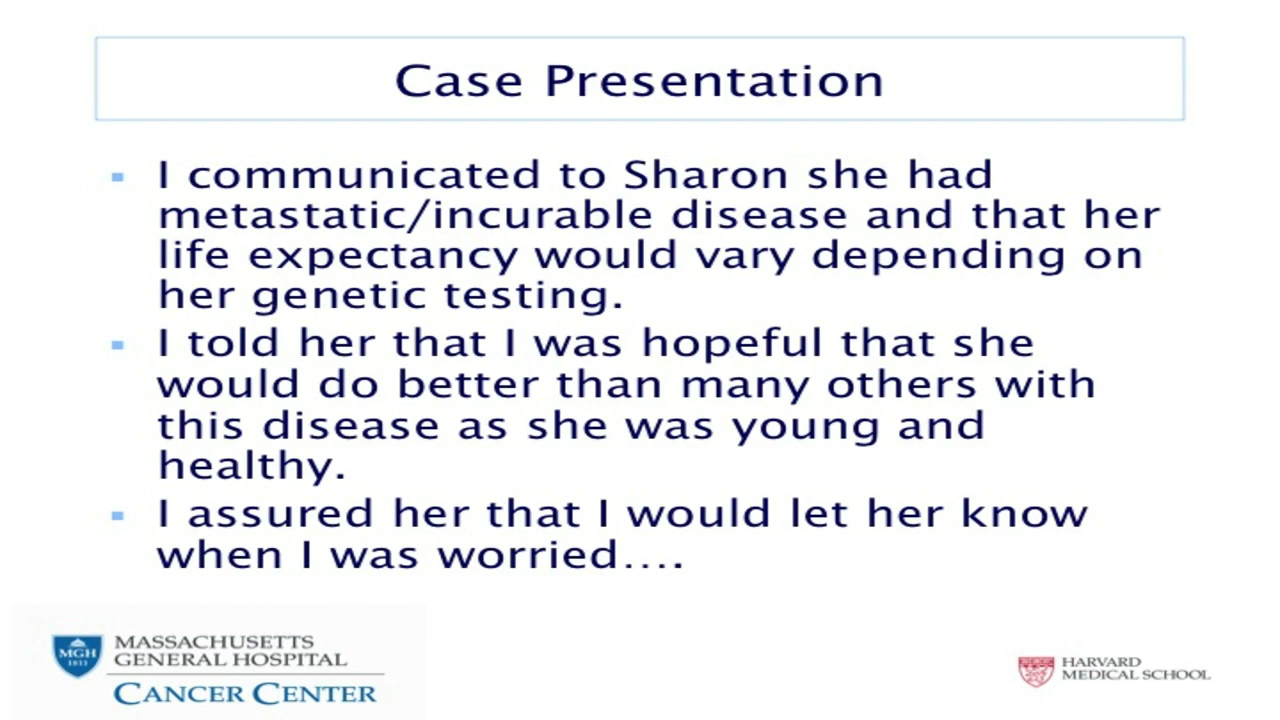 Case Presentation
I communicated to Sharon she had
metastatic/incurable disease and that her
life expectancy would vary depending on
her genetic testing.
I told her that I was hopeful that she
would do better than many others with
this disease as she was young and
healthy.
I assured her that I would let her know
when I was worried....
MGH
1811
MASSACHUSETTS
GENERAL HOSPITAL
CANCER CENTER
HARVARD
MEDICAL SCHOOL